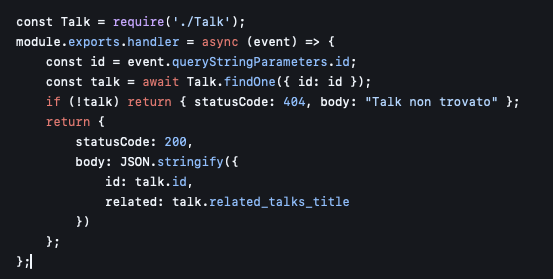 const Talk = require('./Talk');
module.exports.handler = async (event) => {
    const id = event.queryStringParameters.id;
    const talk = await Talk.findOne({ id: id });
    if (!talk) return { statusCode: 404, body: "Talk non trovato" };
    return {
        statusCode: 200,
        body: JSON.stringify({
            id: talk.id,
            related: talk.related_talks_title
        })
    };
};